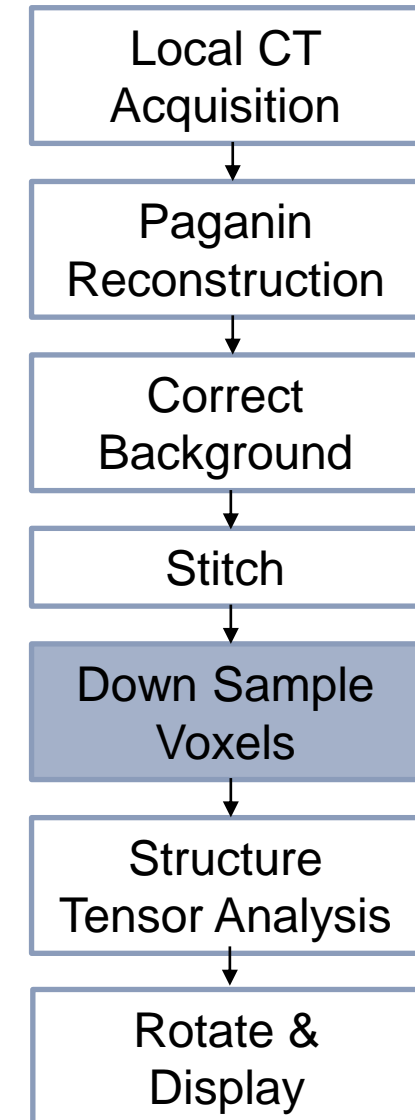 Local CT
Acquisition
Paganin
Reconstruction
Correct
Background
Stitch
Down Sample
Voxels
Structure
Tensor Analysis
Rotate &
Display